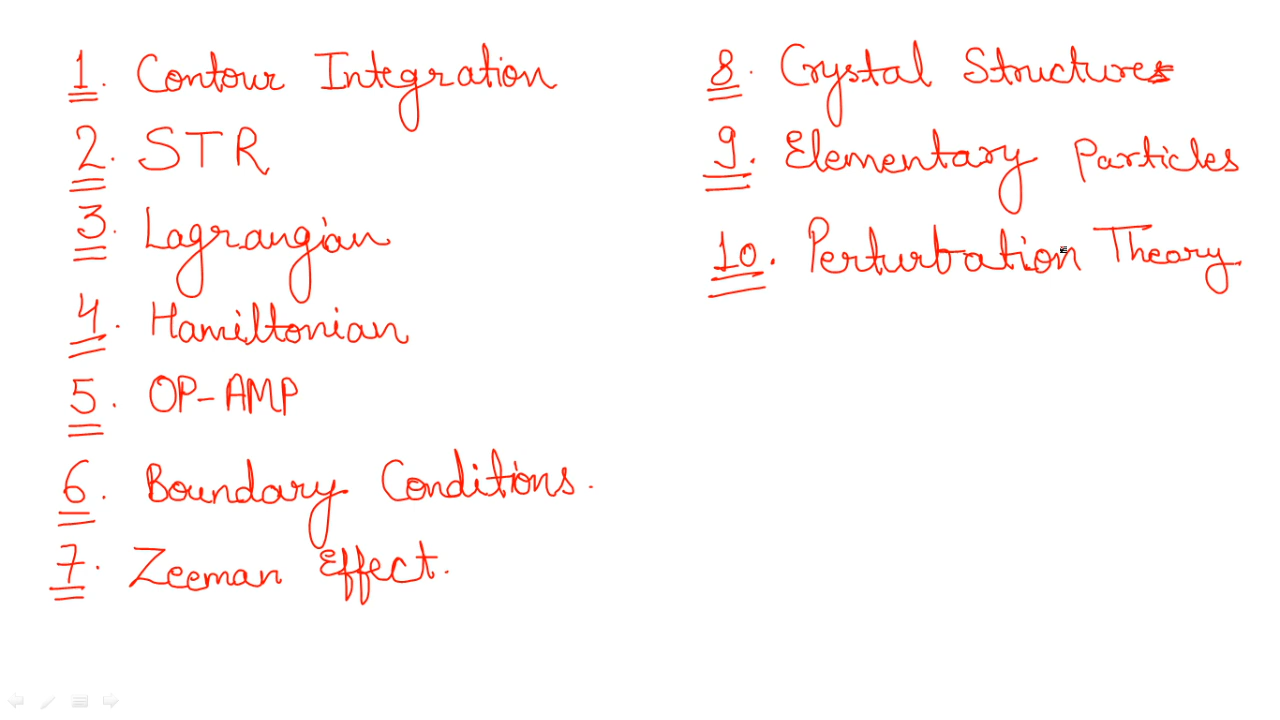 1. Contour Integration
2. STR
3. Lagrangian
4. Hamiltonian
5. OP-AMP
6. Boundary Conditions.
7. Zeeman Effect.
8. Crystal Structures
9. Elementary Particles
10. Perturbation Theory.